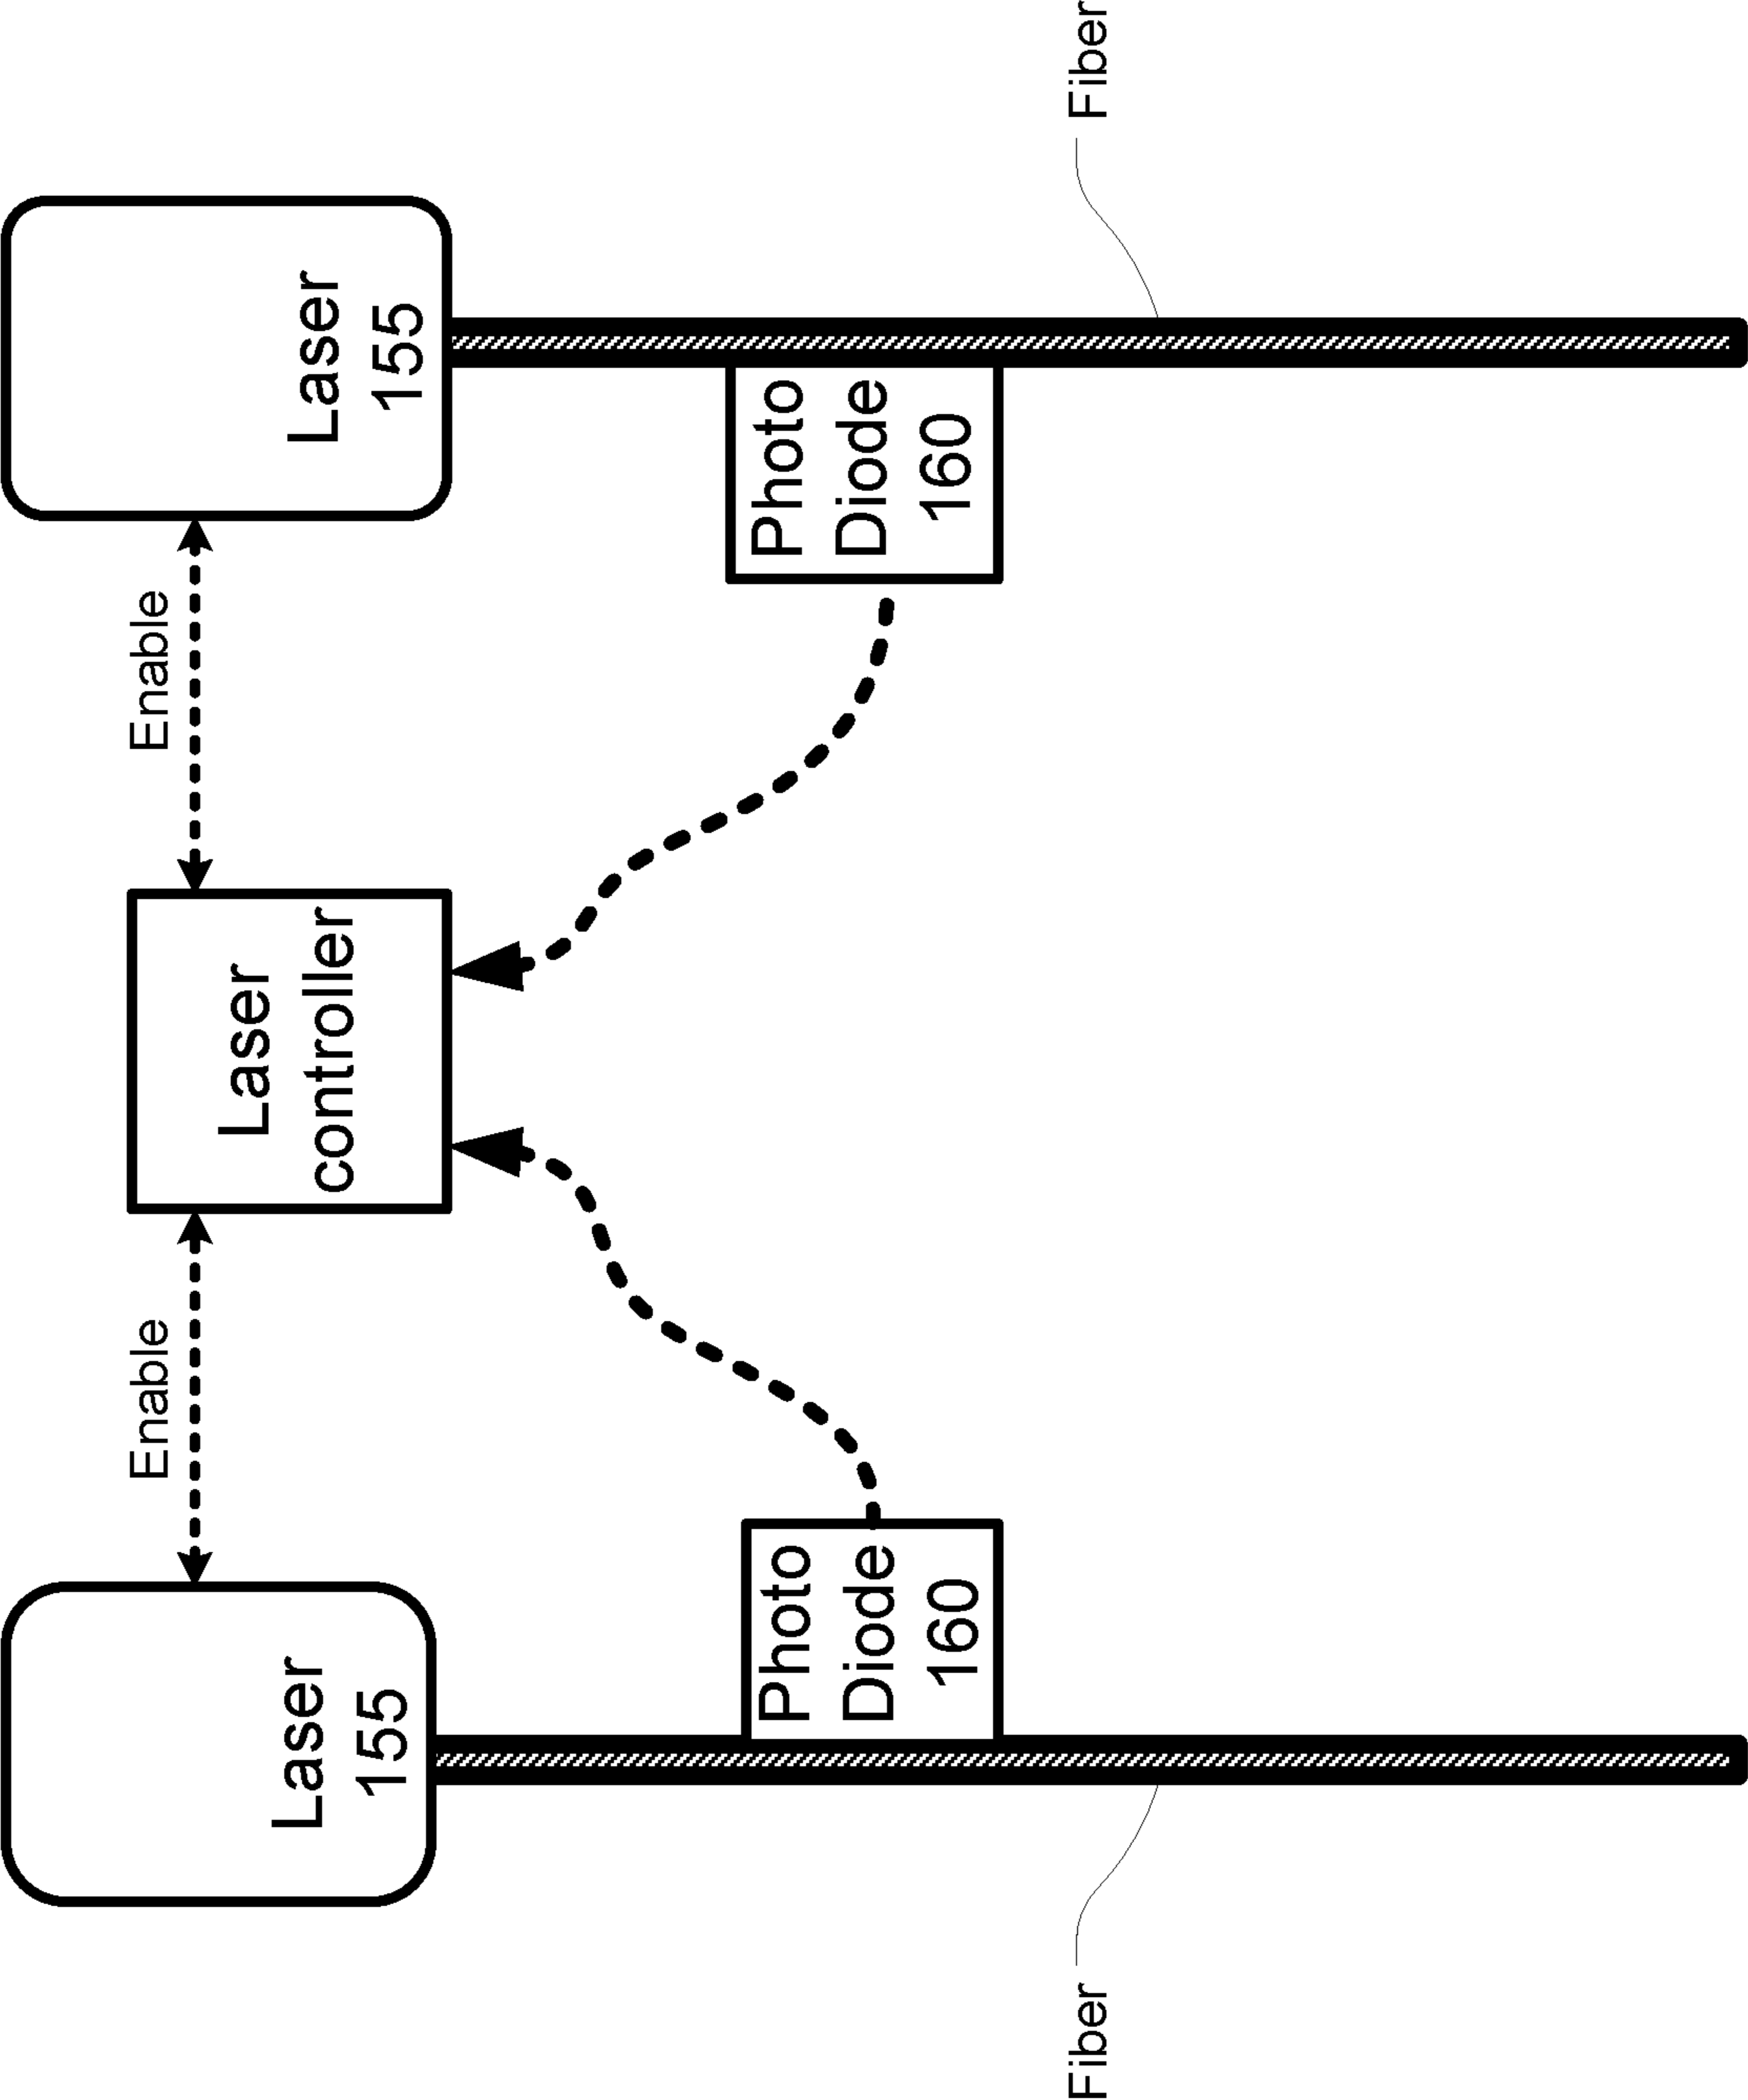 Enable
Enable
Laser
155
Laser
controller
Laser
155
Photo
Diode
160
Photo
Diode
160
Fiber
Fiber